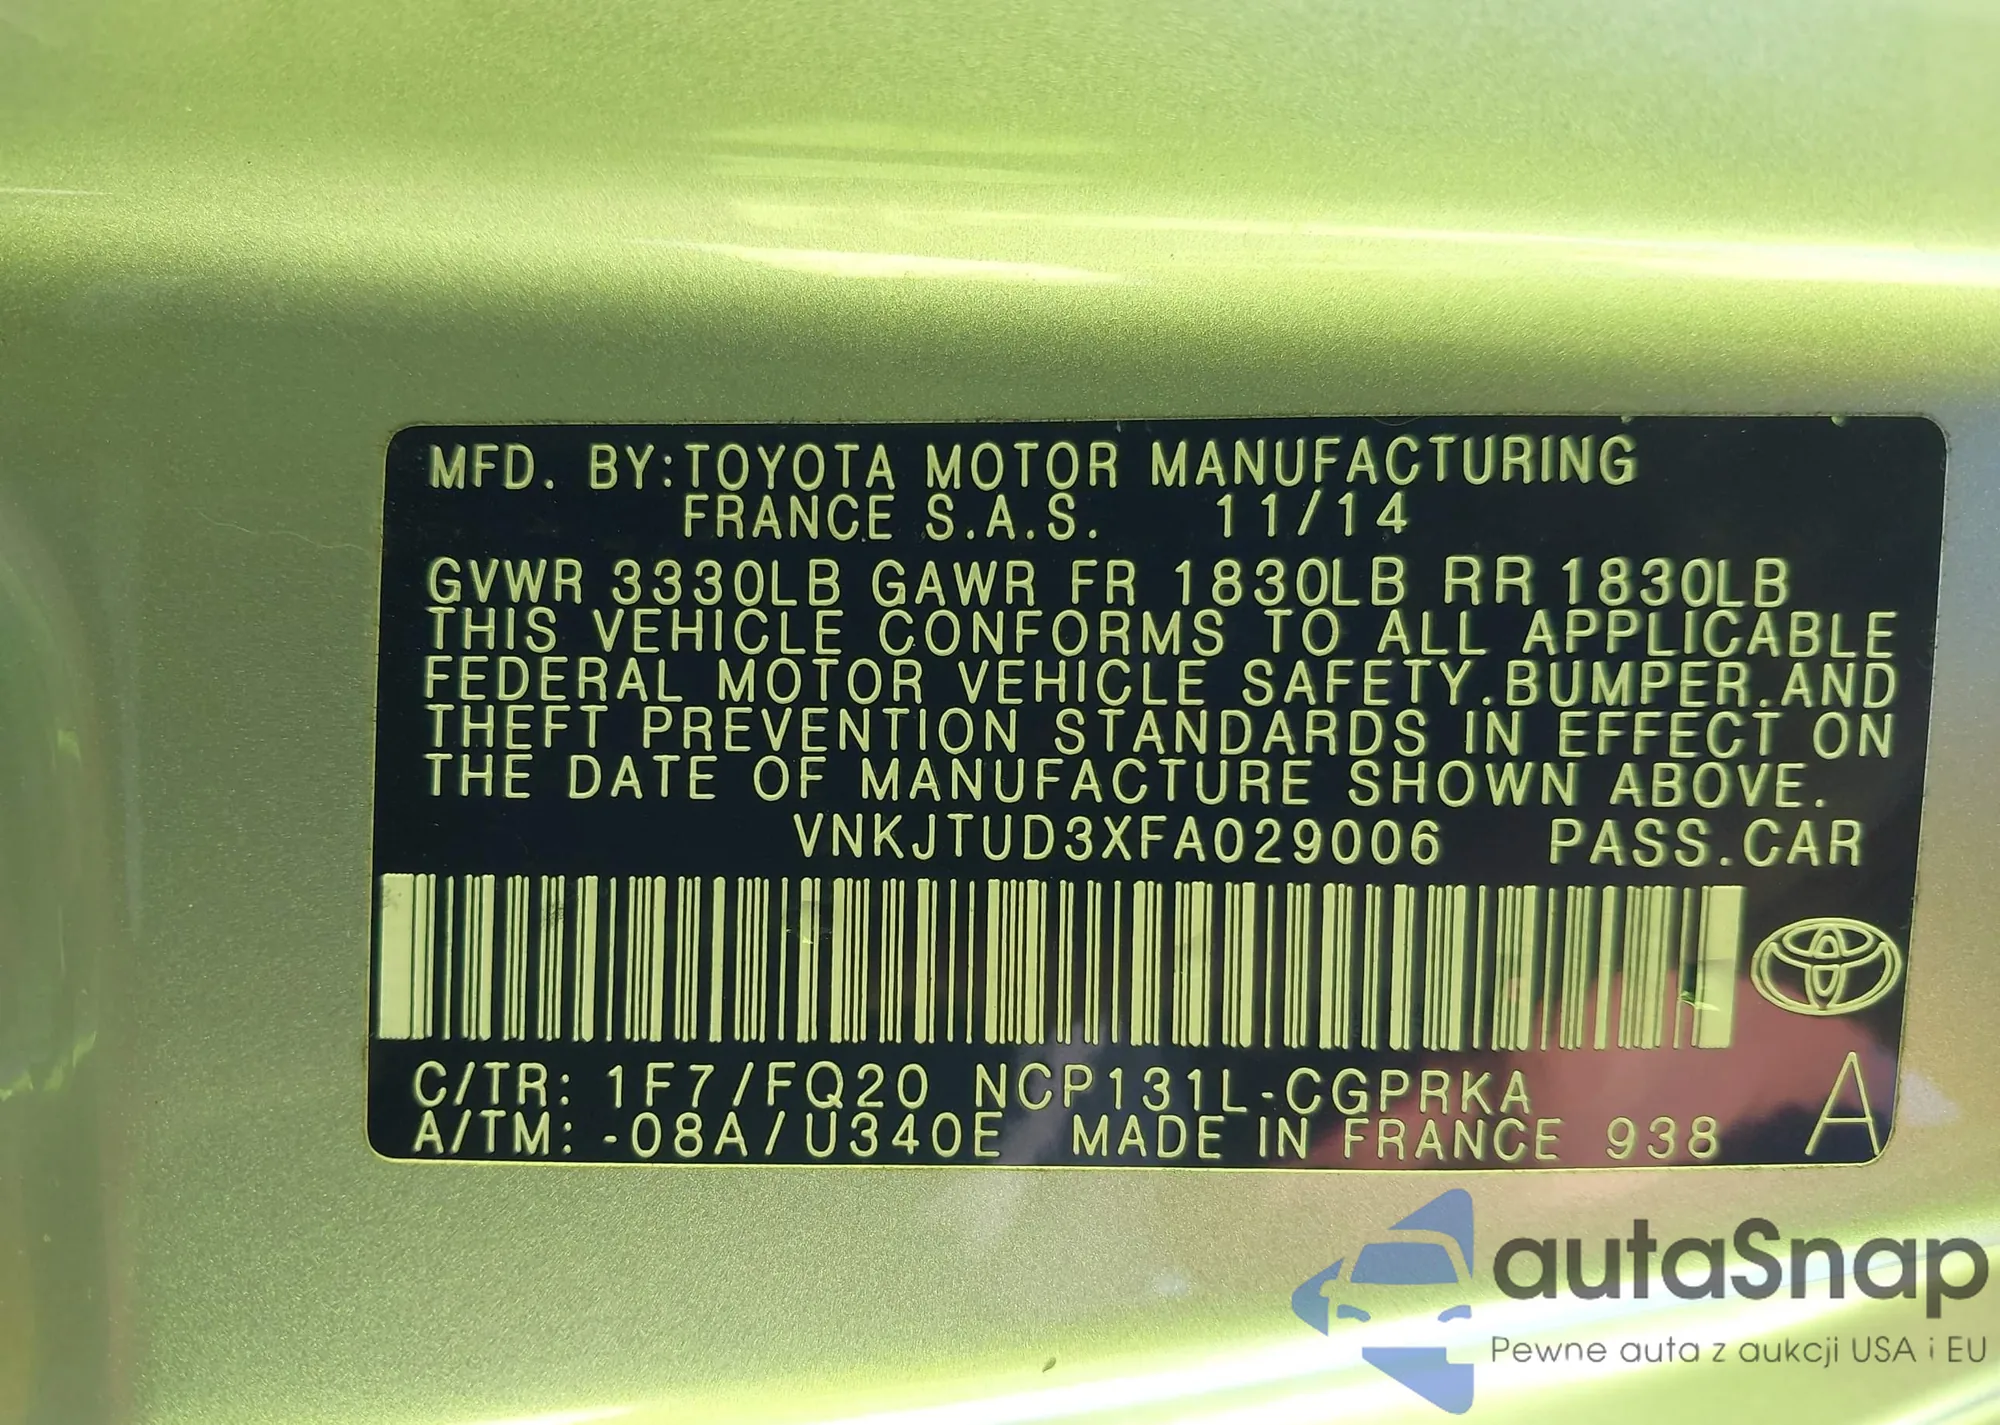 MFD. BY:TOYOTA MOTOR MANUFACTURING
FRANCE S.A.S. 11/14
GVWR 3330LB GAWR FR 1830LB RR 1830LB
THIS VEHICLE CONFORMS TO ALL APPLICABLE
FEDERAL MOTOR VEHICLE SAFETY.BUMPER.AND
THEFT PREVENTION STANDARDS IN EFFECT ON
THE DATE OF MANUFACTURE SHOWN ABOVE.
VNKJTUD3XFA029006 PASS.CAR
C/TR: 1F7/FQ20 NCP131L-CGPRKA
A/TM: -08A/U340E MADE IN FRANCE 938 A
autaSnap
Pewne auta z aukcji USA i EU